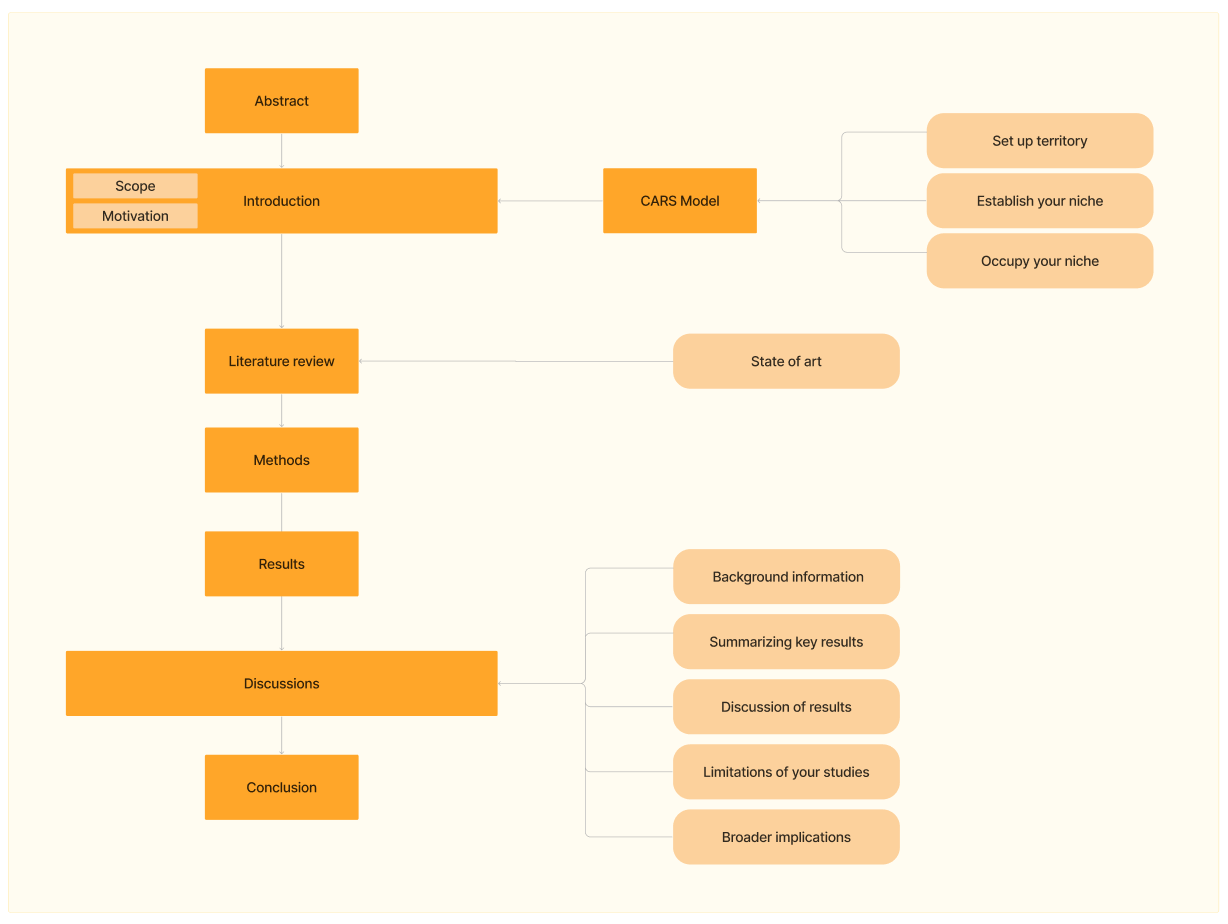 Abstract
Scope
Motivation
Introduction
CARS Model
Set up territory
Establish your niche
Occupy your niche
Literature review
State of art
Methods
Results
Discussions
Background information
Summarizing key results
Discussion of results
Limitations of your studies
Broader implications
Conclusion